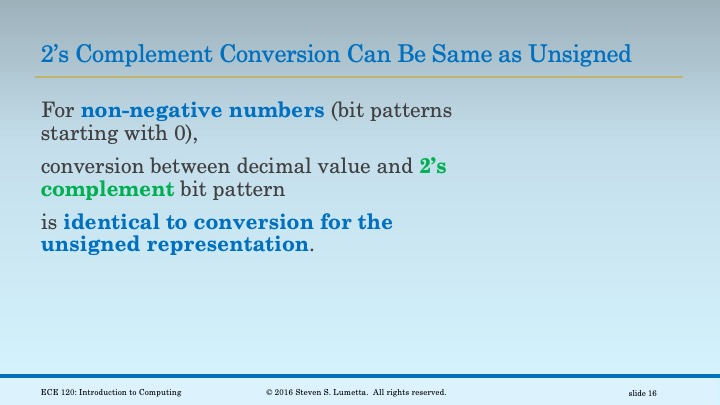 2’s Complement Conversion Can Be Same as Unsigned
For non-negative numbers (bit patterns
starting with 0),
conversion between decimal value and 2’s
complement bit pattern
is identical to conversion for the
unsigned representation.
ECE 120: Introduction to Computing
© 2016 Steven S. Lumetta.  All rights reserved.
slide 16